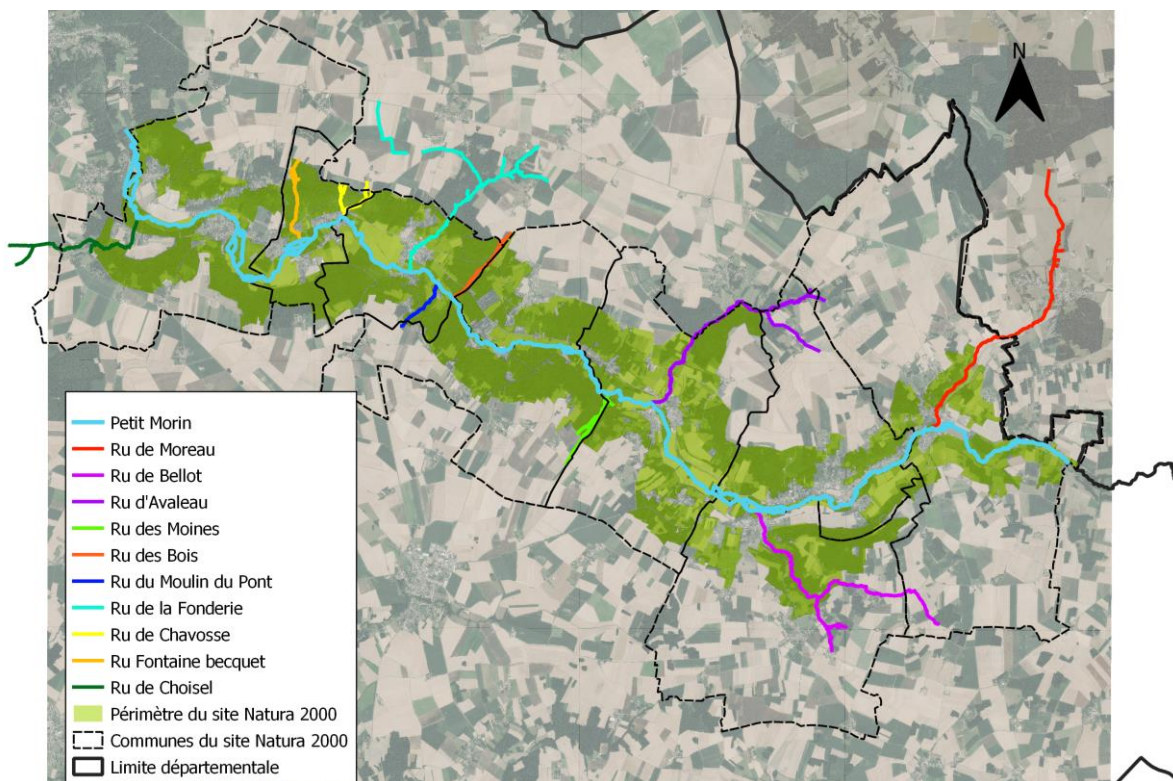 N
Petit Morin
Ru de Moreau
Ru de Bellot
Ru d'Avaleau
Ru des Moines
Ru des Bois
Ru du Moulin du Pont
Ru de la Fonderie
Ru de Chavosse
Ru Fontaine becquet
Ru de Choisel
Périmètre du site Natura 2000
Communes du site Natura 2000
Limite départementale